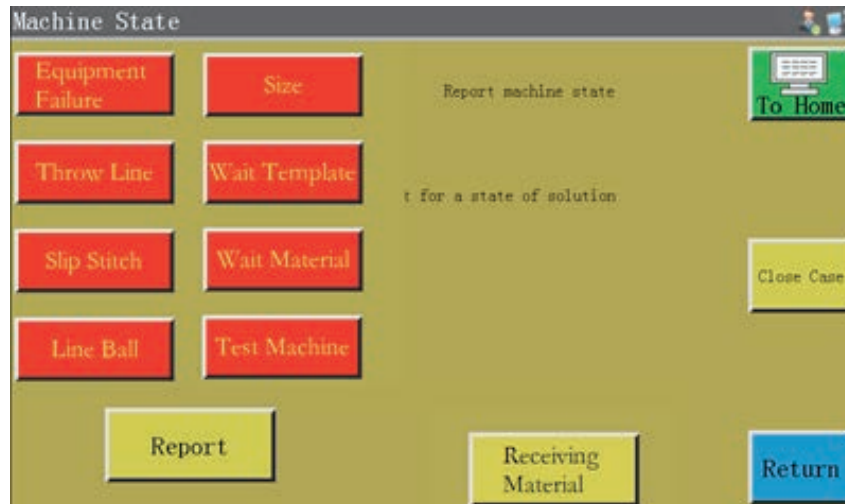 Machine State
Equipment
Failure
Size
Report machine state
To Home
Throw Line
Wait Template
t for a state of solution
Slip Stitch
Wait Material
Close Case
Line Ball
Test Machine
Report
Receiving
Material
Return